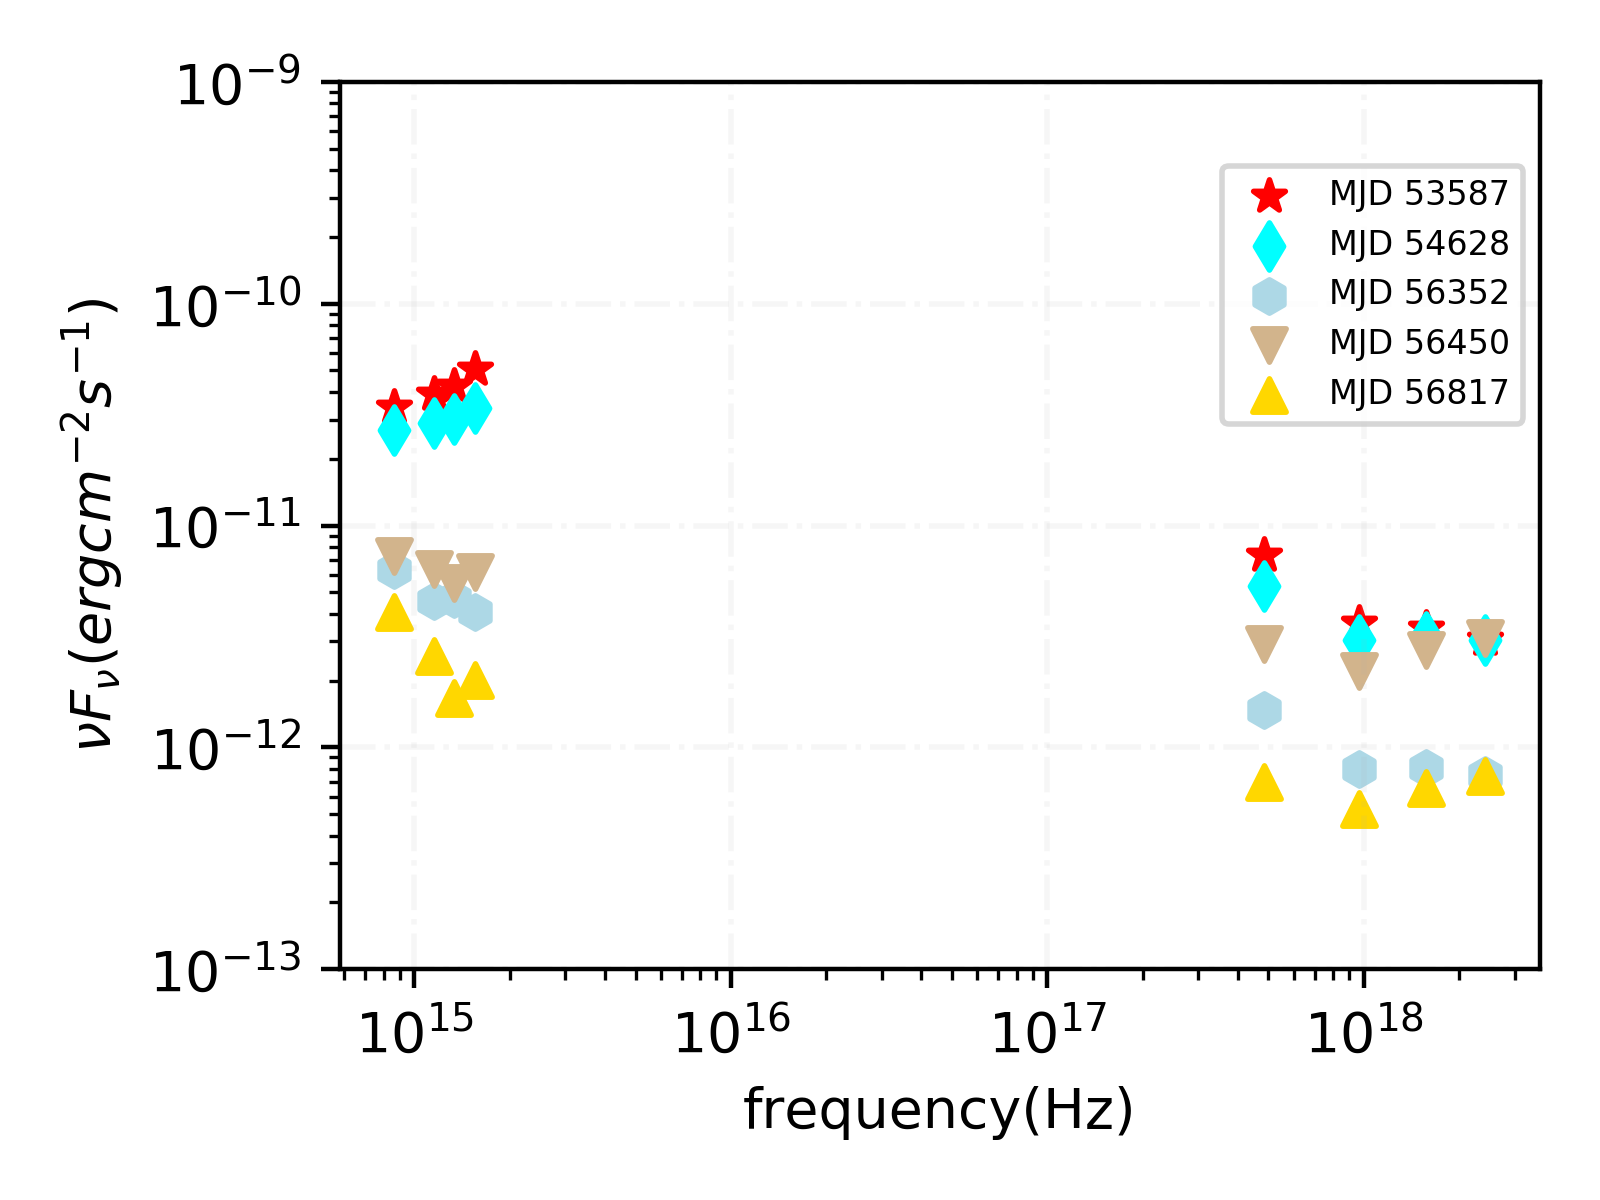 10⁻⁹
10⁻¹⁰
10⁻¹¹
10⁻¹²
10⁻¹³
νFν(ergcm⁻²s⁻¹)
MJD 53587
MJD 54628
MJD 56352
MJD 56450
MJD 56817
10¹⁵ 10¹⁶ 10¹⁷ 10¹⁸
frequency(Hz)